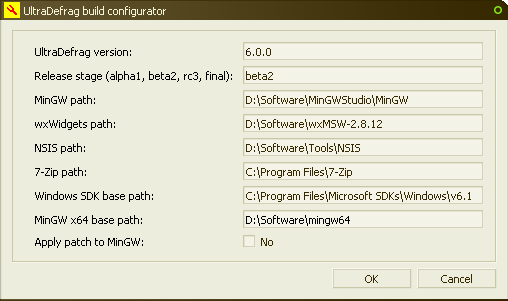 UltraDefrag build configurator
UltraDefrag version: 6.0.0
Release stage (alpha1, beta2, rc3, final): beta2
MinGW path: D:\Software\MinGWStudio\MinGW
wxWidgets path: D:\Software\wxMSW-2.8.12
NSIS path: D:\Software\Tools\NSIS
7-Zip path: C:\Program Files\7-Zip
Windows SDK base path: C:\Program Files\Microsoft SDKs\Windows\v6.1
MinGW x64 base path: D:\Software\mingw64
Apply patch to MinGW: No
OK Cancel